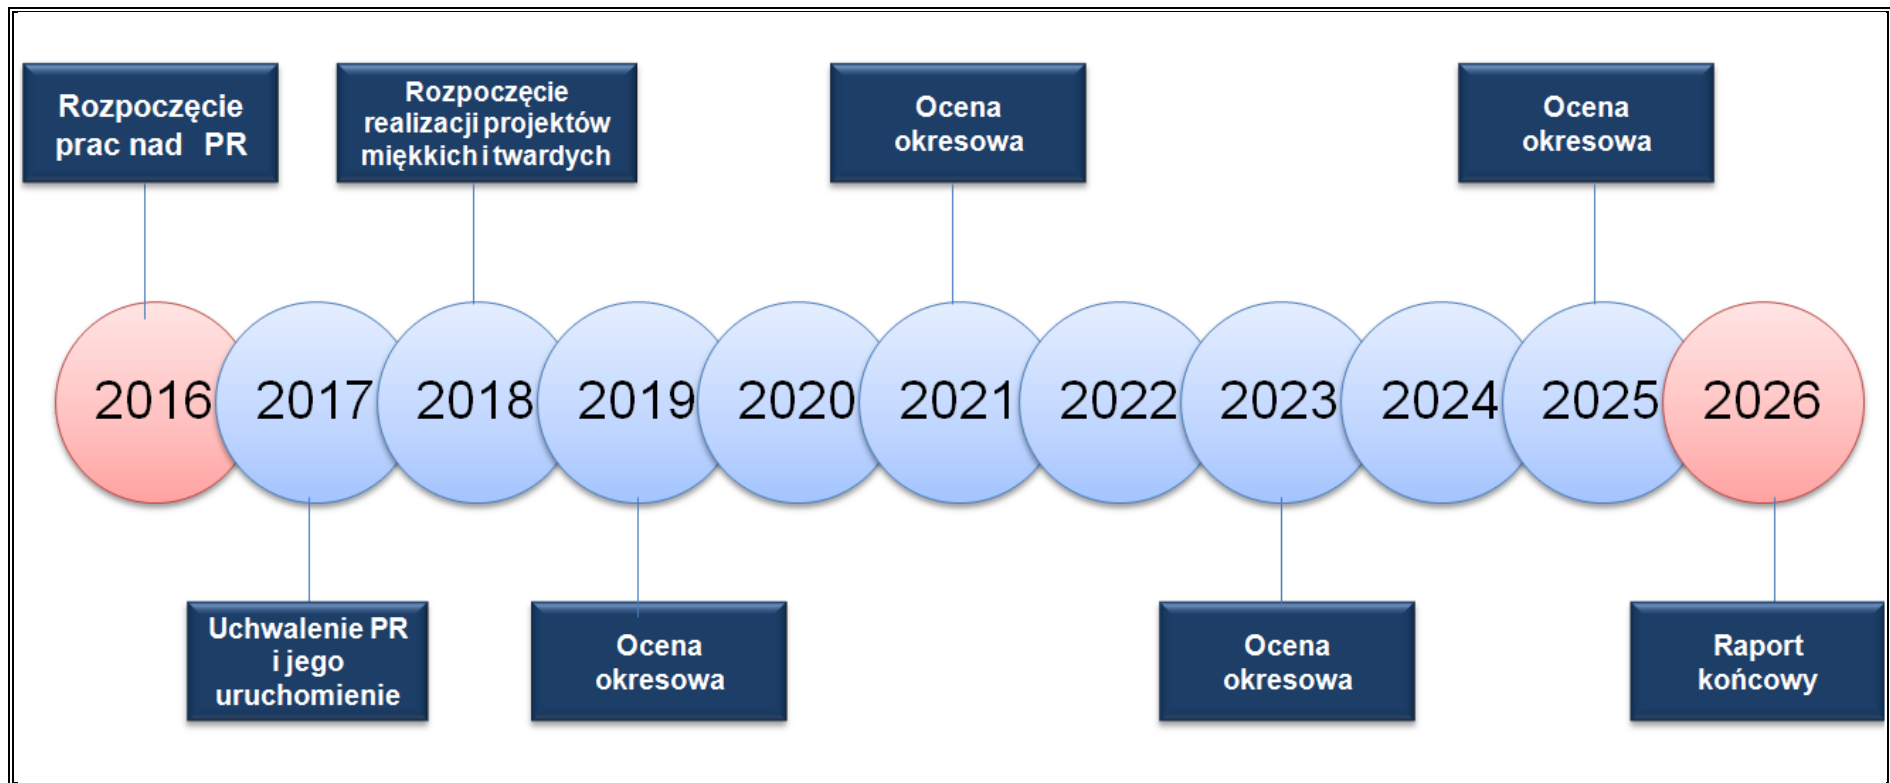 Rozpoczęcie
prac nad PR
Rozpoczęcie
realizacji projektów
miękkich i twardych
Ocena
okresowa
Ocena
okresowa
2016
2017
2018
2019
2020
2021
2022
2023
2024
2025
2026
Uchwalenie PR
i jego
uruchomienie
Ocena
okresowa
Ocena
okresowa
Raport
końcowy